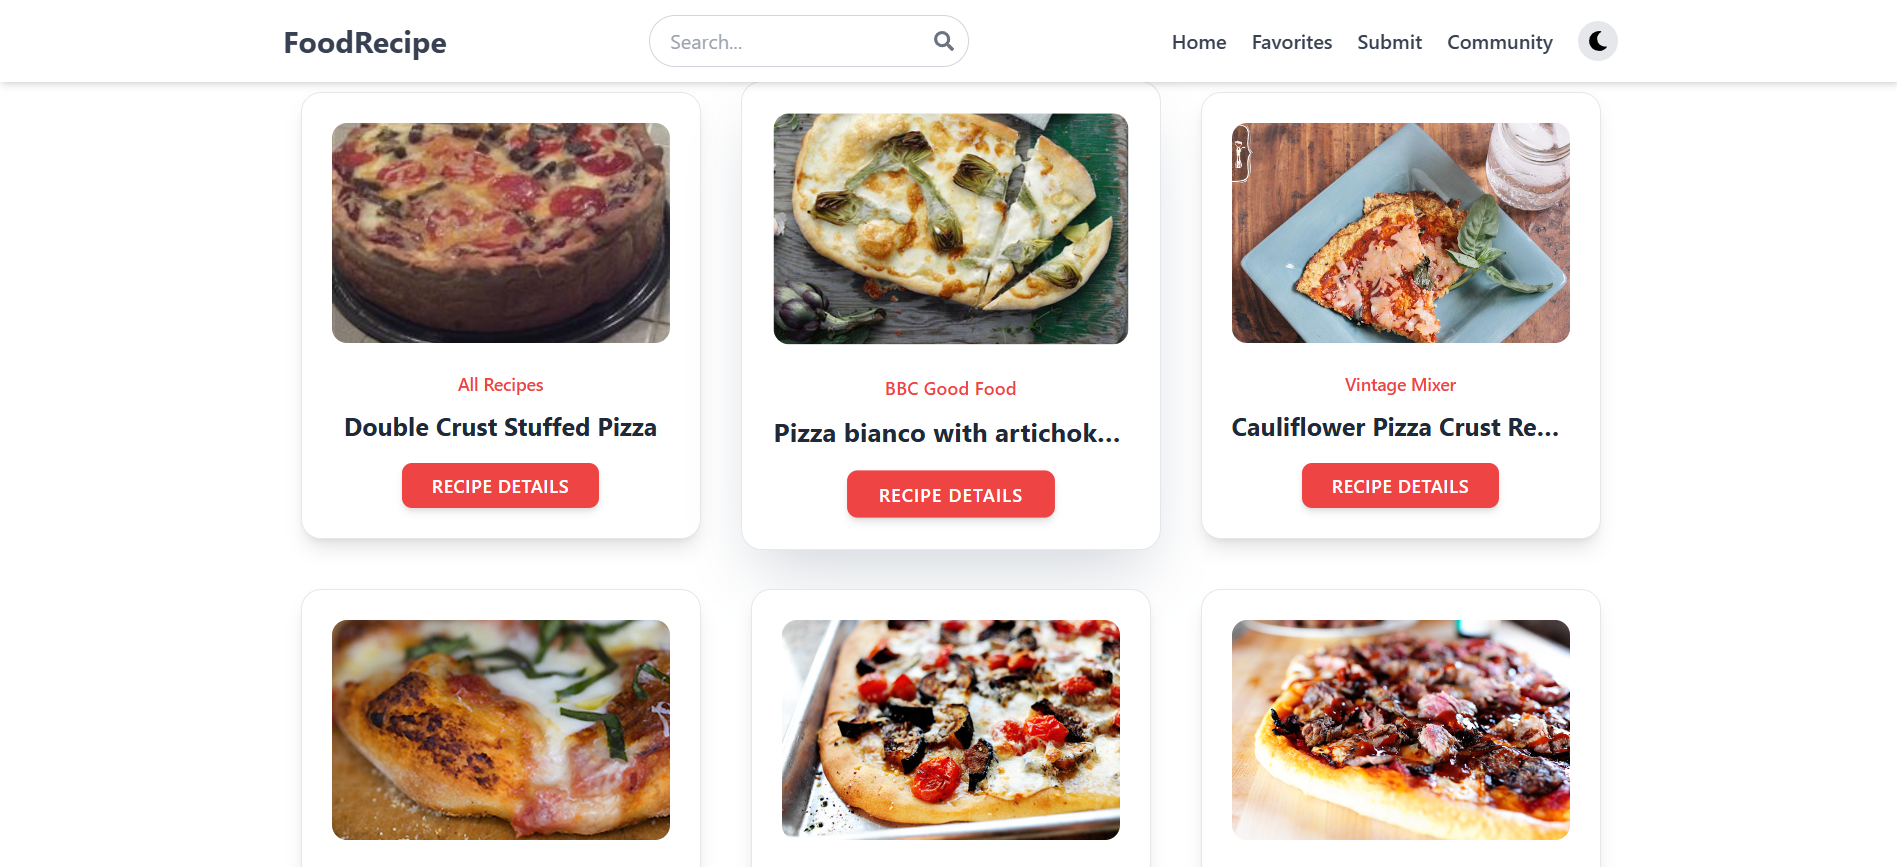 FoodRecipe
Search...
Home Favorites Submit Community
All Recipes
Double Crust Stuffed Pizza
RECIPE DETAILS
BBC Good Food
Pizza bianco with artichok...
RECIPE DETAILS
Vintage Mixer
Cauliflower Pizza Crust Re...
RECIPE DETAILS